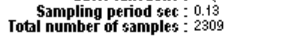 Sampling period sec : 0.13
Total number of samples : 2309